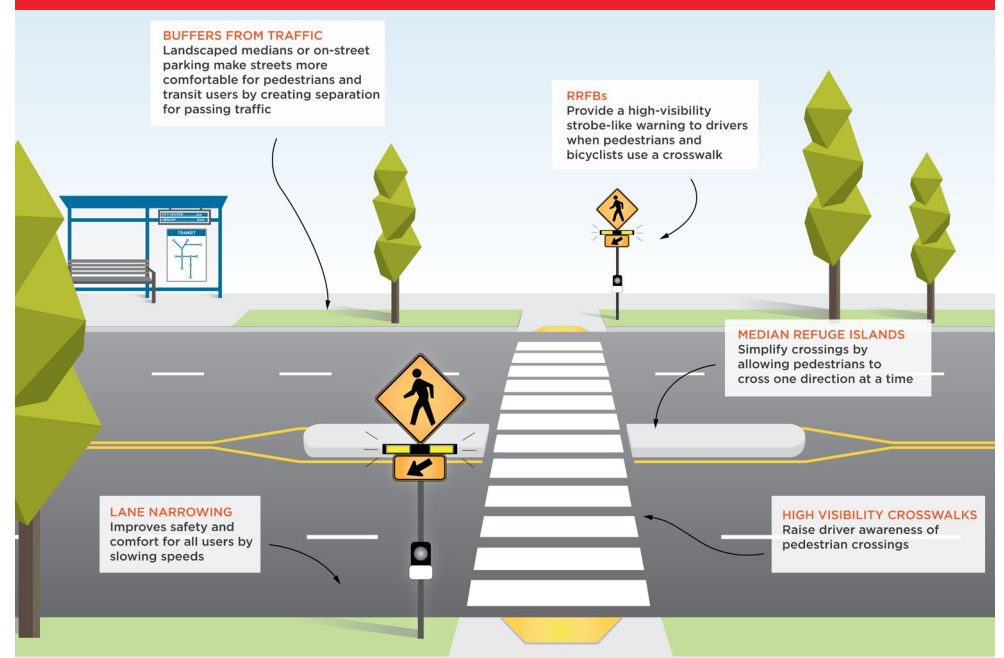 BUFFERS FROM TRAFFIC
Landscaped medians or on-street
parking make streets more
comfortable for pedestrians and
transit users by creating separation
for passing traffic
RRFBs
Provide a high-visibility
strobe-like warning to drivers
when pedestrians and
bicyclists use a crosswalk
CITY CENTER
TRANSIT
MEDIAN REFUGE ISLANDS
Simplify crossings by
allowing pedestrians to
cross one direction at a time
LANE NARROWING
Improves safety and
comfort for all users by
slowing speeds
HIGH VISIBILITY CROSSWALKS
Raise driver awareness of
pedestrian crossings